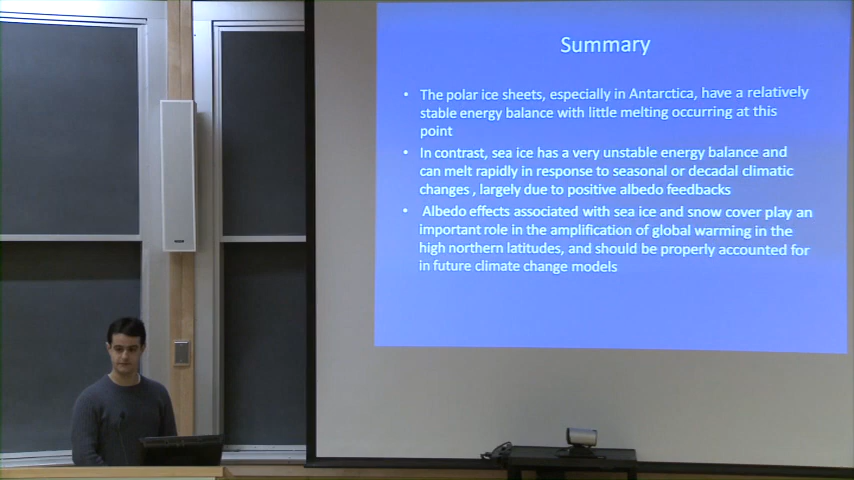 Summary
• The polar ice sheets, especially in Antarctica, have a relatively
stable energy balance with little melting occurring at this
point
• In contrast, sea ice has a very unstable energy balance and
can melt rapidly in response to seasonal or decadal climatic
changes , largely due to positive albedo feedbacks
• Albedo effects associated with sea ice and snow cover play an
important role in the amplification of global warming in the
high northern latitudes, and should be properly accounted for
in future climate change models